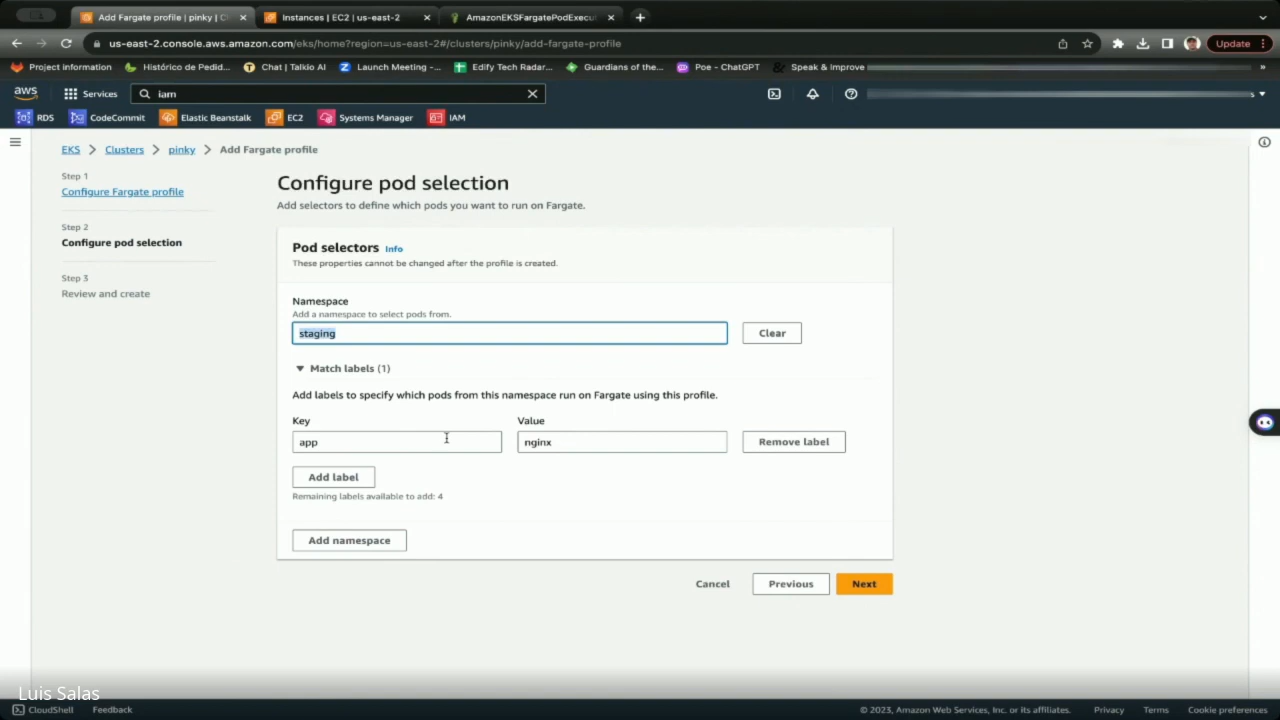 Add Fargate profile | pinky | C
Instances | EC2 | us-east-2
AmazonEKSFargatePodExecut
us-east-2.console.aws.amazon.com/eks/home?region=us-east-2#/clusters/pinky/add-fargate-profile
Update
Project Information
Histórico de Pedid...
Chat | Talkio AI
Launch Meeting -...
Edify Tech Radar...
Guardians of the...
Poe - ChatGPT
Speak & Improve
»
aws
Services
iam
RDS
CodeCommit
Elastic Beanstalk
EC2
Systems Manager
IAM
EKS > Clusters > pinky > Add Fargate profile
Step 1
Configure Fargate profile
Step 2
Configure pod selection
Step 3
Review and create
Configure pod selection
Add selectors to define which pods you want to run on Fargate.
Pod selectors Info
These properties cannot be changed after the profile is created.
Namespace
Add a namespace to select pods from.
staging
Clear
Match labels (1)
Add labels to specify which pods from this namespace run on Fargate using this profile.
Key
Value
app
nginx
Remove label
Add label
Remaining labels available to add: 4
Add namespace
Cancel
Previous
Next
Luis Salas
CloudShell
Feedback
© 2023, Amazon Web Services, Inc. or its affiliates.
Privacy
Terms
Cookie preferences